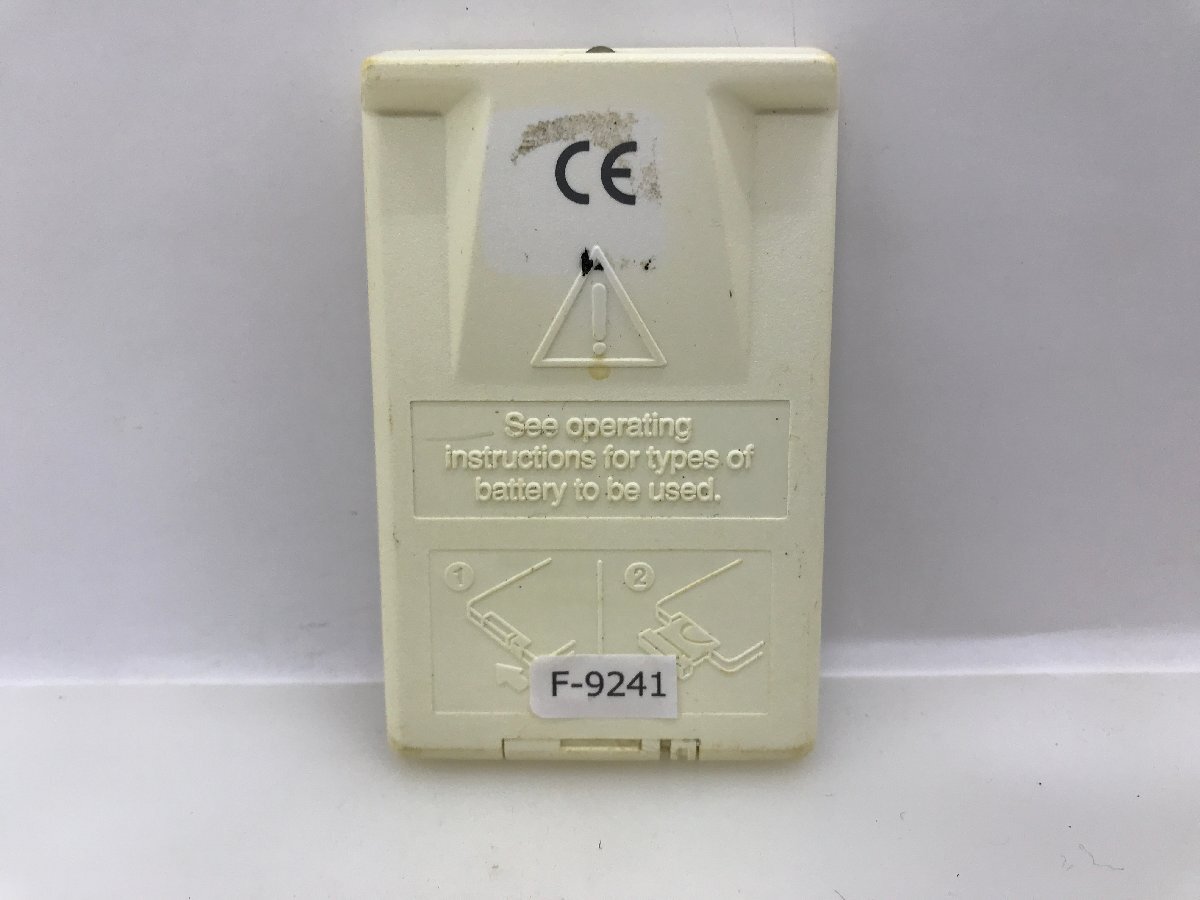 CE
See operating
instructions for types of
battery to be used.
1 2
F-9241